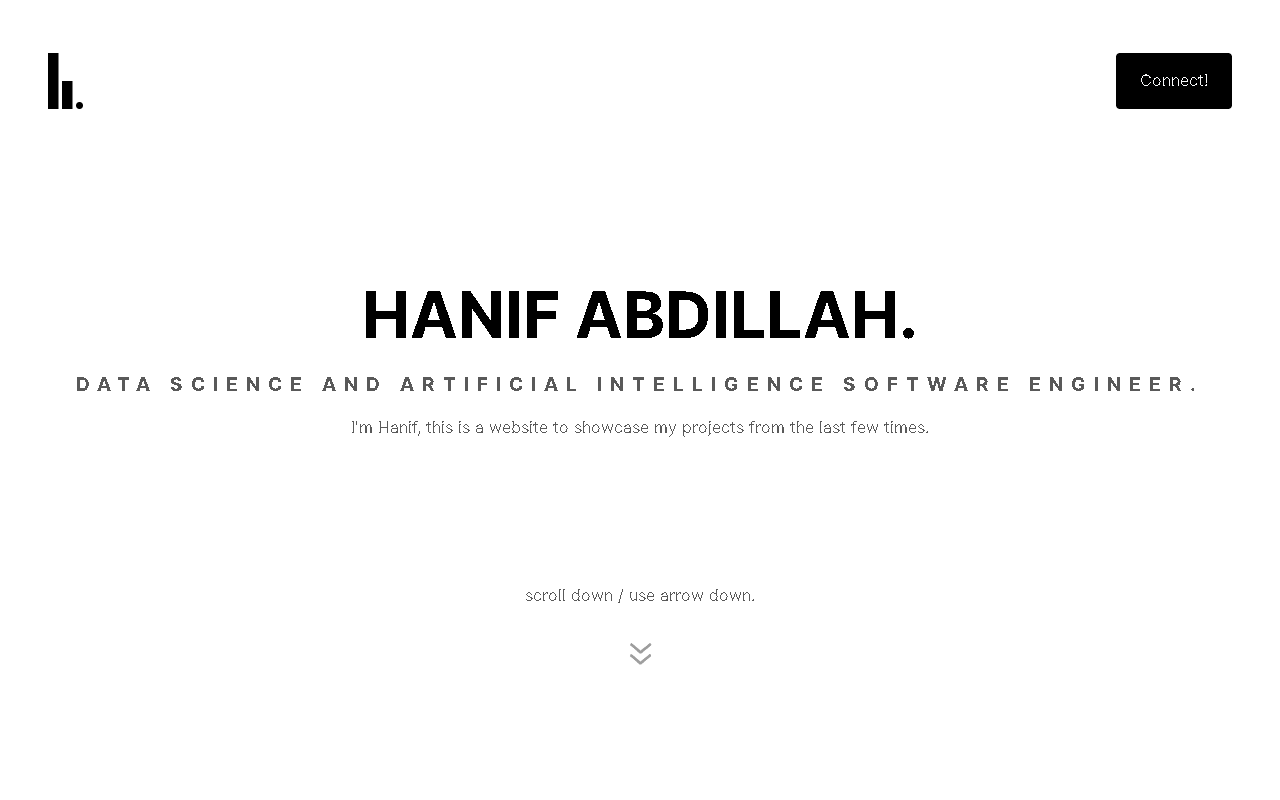 Connect!
HANIF ABDILLAH.
DATA SCIENCE AND ARTIFICIAL INTELLIGENCE SOFTWARE ENGINEER.
I'm Hanif, this is a website to showcase my projects from the last few times.
scroll down / use arrow down.